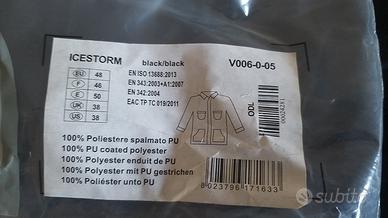 ICESTORM
black/black
V006-0-05
EU 48
F 46
E 50
UK 38
US 38
EN ISO 13688:2013
EN 343:2003+A1:2007
EN 342:2004
EAC TP TC 019/2011
ODL
00024281
100% Poliestere spalmato PU
100% PU coated polyester
100% Polyester enduit de PU
100% Polyester mit PU gestrichen
100% Poliéster unto PU
8 023796 171633
subito